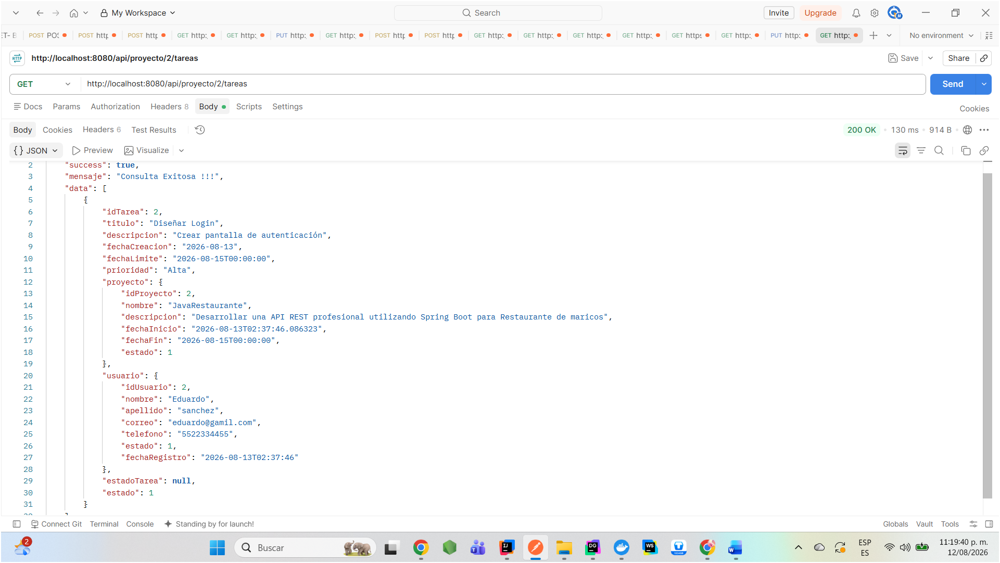 My Workspace
Search
Invite
Upgrade
ET- B
POST POS
POST http
POST http
GET http:
GET http:
PUT http:
GET http:
POST http
POST http
GET http:
GET http:
GET http:
GET http:
GET https
GET http:
PUT http:
GET http:
No environment
HTTP
http://localhost:8080/api/proyecto/2/tareas
Save
Share
GET
http://localhost:8080/api/proyecto/2/tareas
Send
Docs
Params
Authorization
Headers 8
Body
Scripts
Settings
Cookies
Body
Cookies
Headers 6
Test Results
200 OK
130 ms
914 B
{} JSON
Preview
Visualize
2 "success": true,
3 "mensaje": "Consulta Exitosa !!!",
4 "data": [
5 {
6 "idTarea": 2,
7 "titulo": "Diseñar Login",
8 "descripcion": "Crear pantalla de autenticación",
9 "fechaCreacion": "2026-08-13",
10 "fechaLimite": "2026-08-15T00:00:00",
11 "prioridad": "Alta",
12 "proyecto": {
13 "idProyecto": 2,
14 "nombre": "JavaRestaurante",
15 "descripcion": "Desarrollar una API REST profesional utilizando Spring Boot para Restaurante de maricos",
16 "fechaInicio": "2026-08-13T02:37:46.086323",
17 "fechaFin": "2026-08-15T00:00:00",
18 "estado": 1
19 },
20 "usuario": {
21 "idUsuario": 2,
22 "nombre": "Eduardo",
23 "apellido": "sanchez",
24 "correo": "eduardo@gamil.com",
25 "telefono": "5522334455",
26 "estado": 1,
27 "fechaRegistro": "2026-08-13T02:37:46"
28 },
29 "estadoTarea": null,
30 "estado": 1
31 }
Connect Git
Terminal
Console
Standing by for launch!
Globals
Vault
Tools
2
Buscar
IJ
DG
WS
ESP
ES
11:19:40 p. m.
12/08/2026